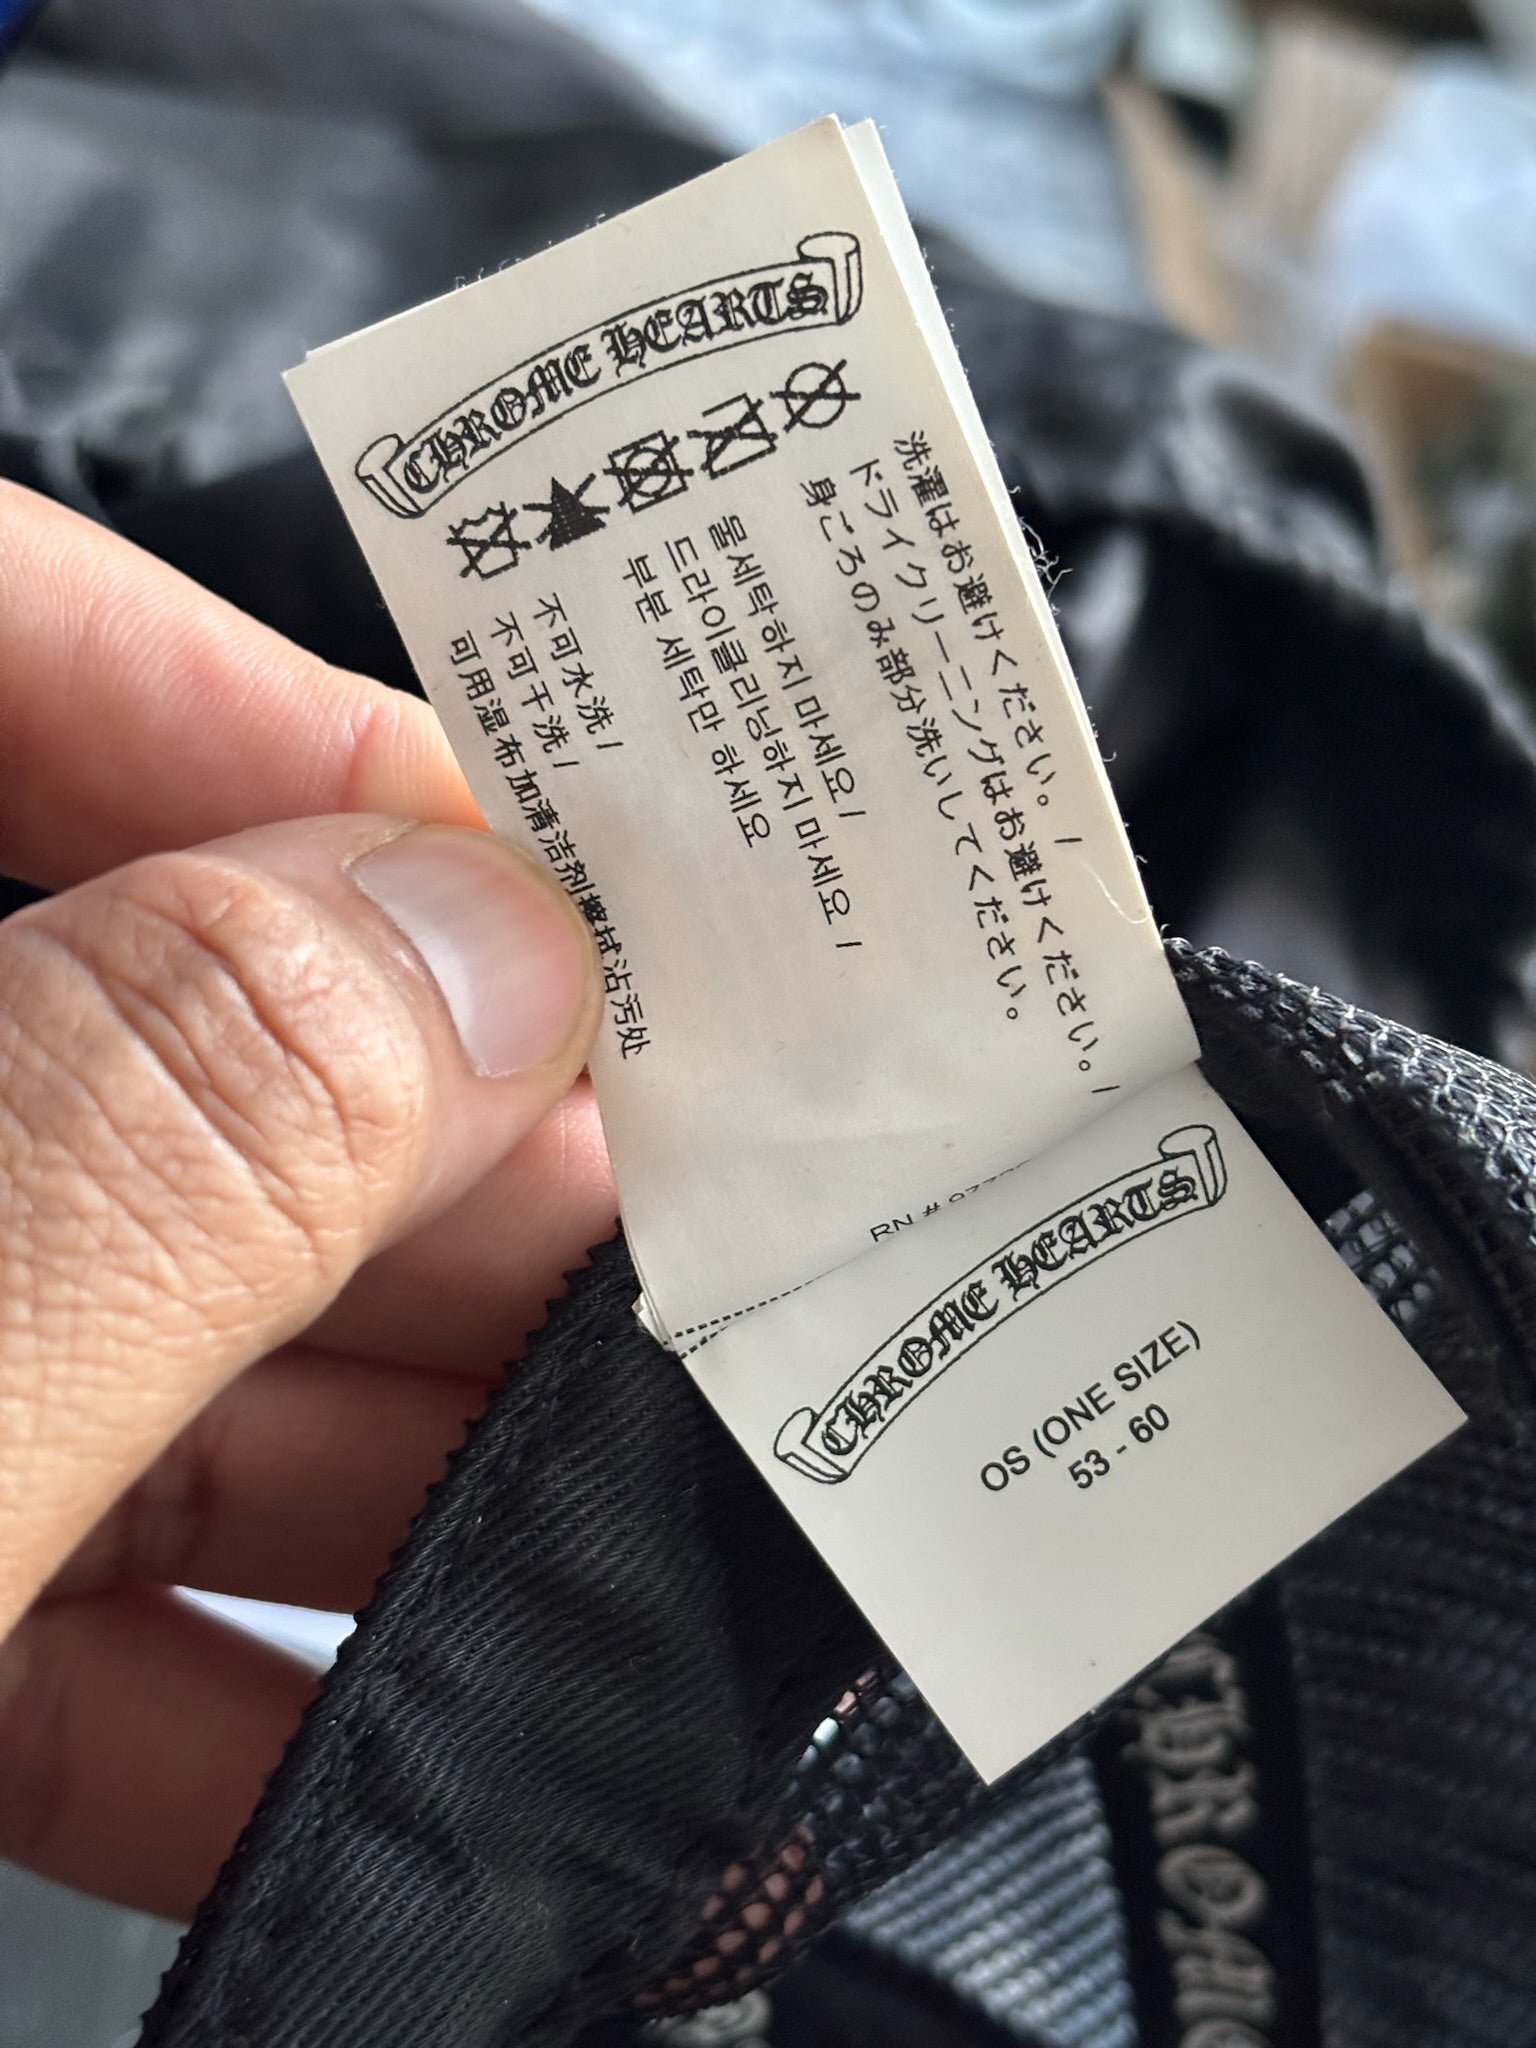 CHROME HEARTS
洗濯はお避けください。/
ドライクリーニングはお避けください。/
身ごろのみ部分洗いしてください。
물세탁하지 마세요 /
드라이클리닝하지 마세요 /
부분 세탁만 하세요
不可水洗 /
不可干洗 /
可用湿布加清洁剂擦拭沾污处
RN #
CHROME HEARTS
OS (ONE SIZE)
53 - 60